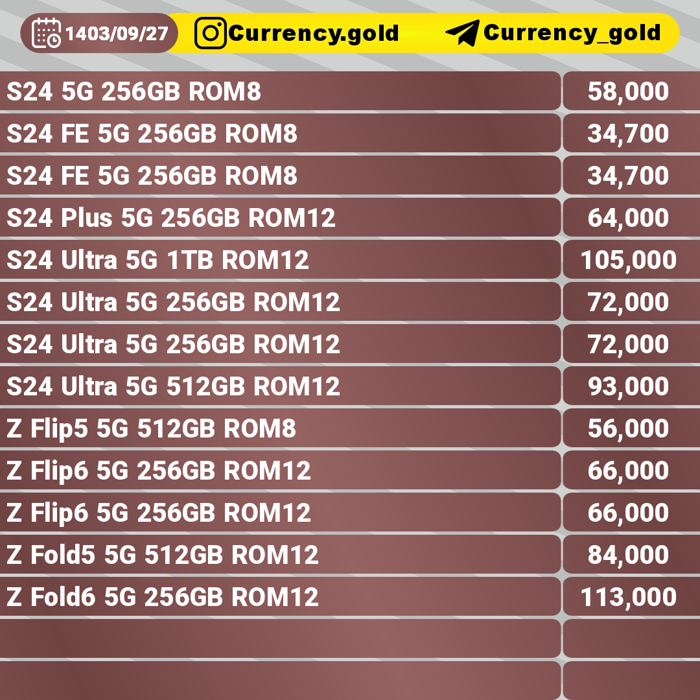 1403/09/27 Currency.gold Currency_gold
S24 5G 256GB ROM8 58,000
S24 FE 5G 256GB ROM8 34,700
S24 FE 5G 256GB ROM8 34,700
S24 Plus 5G 256GB ROM12 64,000
S24 Ultra 5G 1TB ROM12 105,000
S24 Ultra 5G 256GB ROM12 72,000
S24 Ultra 5G 256GB ROM12 72,000
S24 Ultra 5G 512GB ROM12 93,000
Z Flip5 5G 512GB ROM8 56,000
Z Flip6 5G 256GB ROM12 66,000
Z Flip6 5G 256GB ROM12 66,000
Z Fold5 5G 512GB ROM12 84,000
Z Fold6 5G 256GB ROM12 113,000